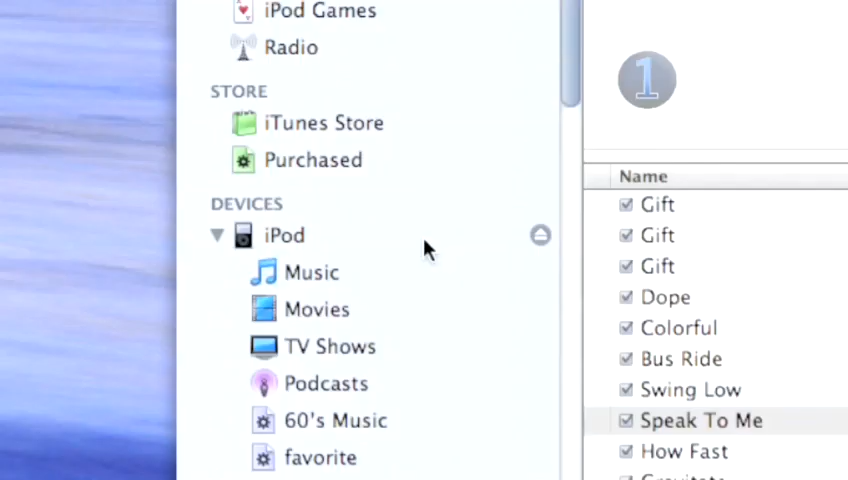 iPod Games
Radio
STORE
iTunes Store
Purchased
DEVICES
iPod
Music
Movies
TV Shows
Podcasts
60's Music
favorite
1
Name
Gift
Gift
Gift
Dope
Colorful
Bus Ride
Swing Low
Speak To Me
How Fast